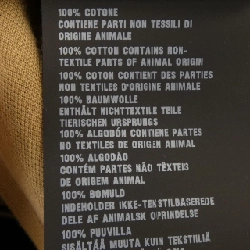 100% COTONE
CONTIENE PARTI NON TESSILI DI
ORIGINE ANIMALE
100% COTTON CONTAINS NON-
TEXTILE PARTS OF ANIMAL ORIGIN
100% COTON CONTIENT DES PARTIES
NON TEXTILES D'ORIGINE ANIMALE
100% BAUMWOLLE
ENTHÄLT NICHTTEXTILE TEILE
TIERISCHEN URSPRUNGS
100% ALGODÓN CONTIENE PARTES
NO TEXTILES DE ORIGEN ANIMAL
100% ALGODÃO
CONTÉM PARTES NÃO TÊXTEIS
DE ORIGEM ANIMAL
100% BOMULD
INDEHOLDER IKKE-TEKSTILBASEREDE
DELE AF ANIMALSK OPRINDELSE
100% PUUVILLA
SISÄLTÄÄ MUUTA KUIN TEKSTIILIÄ